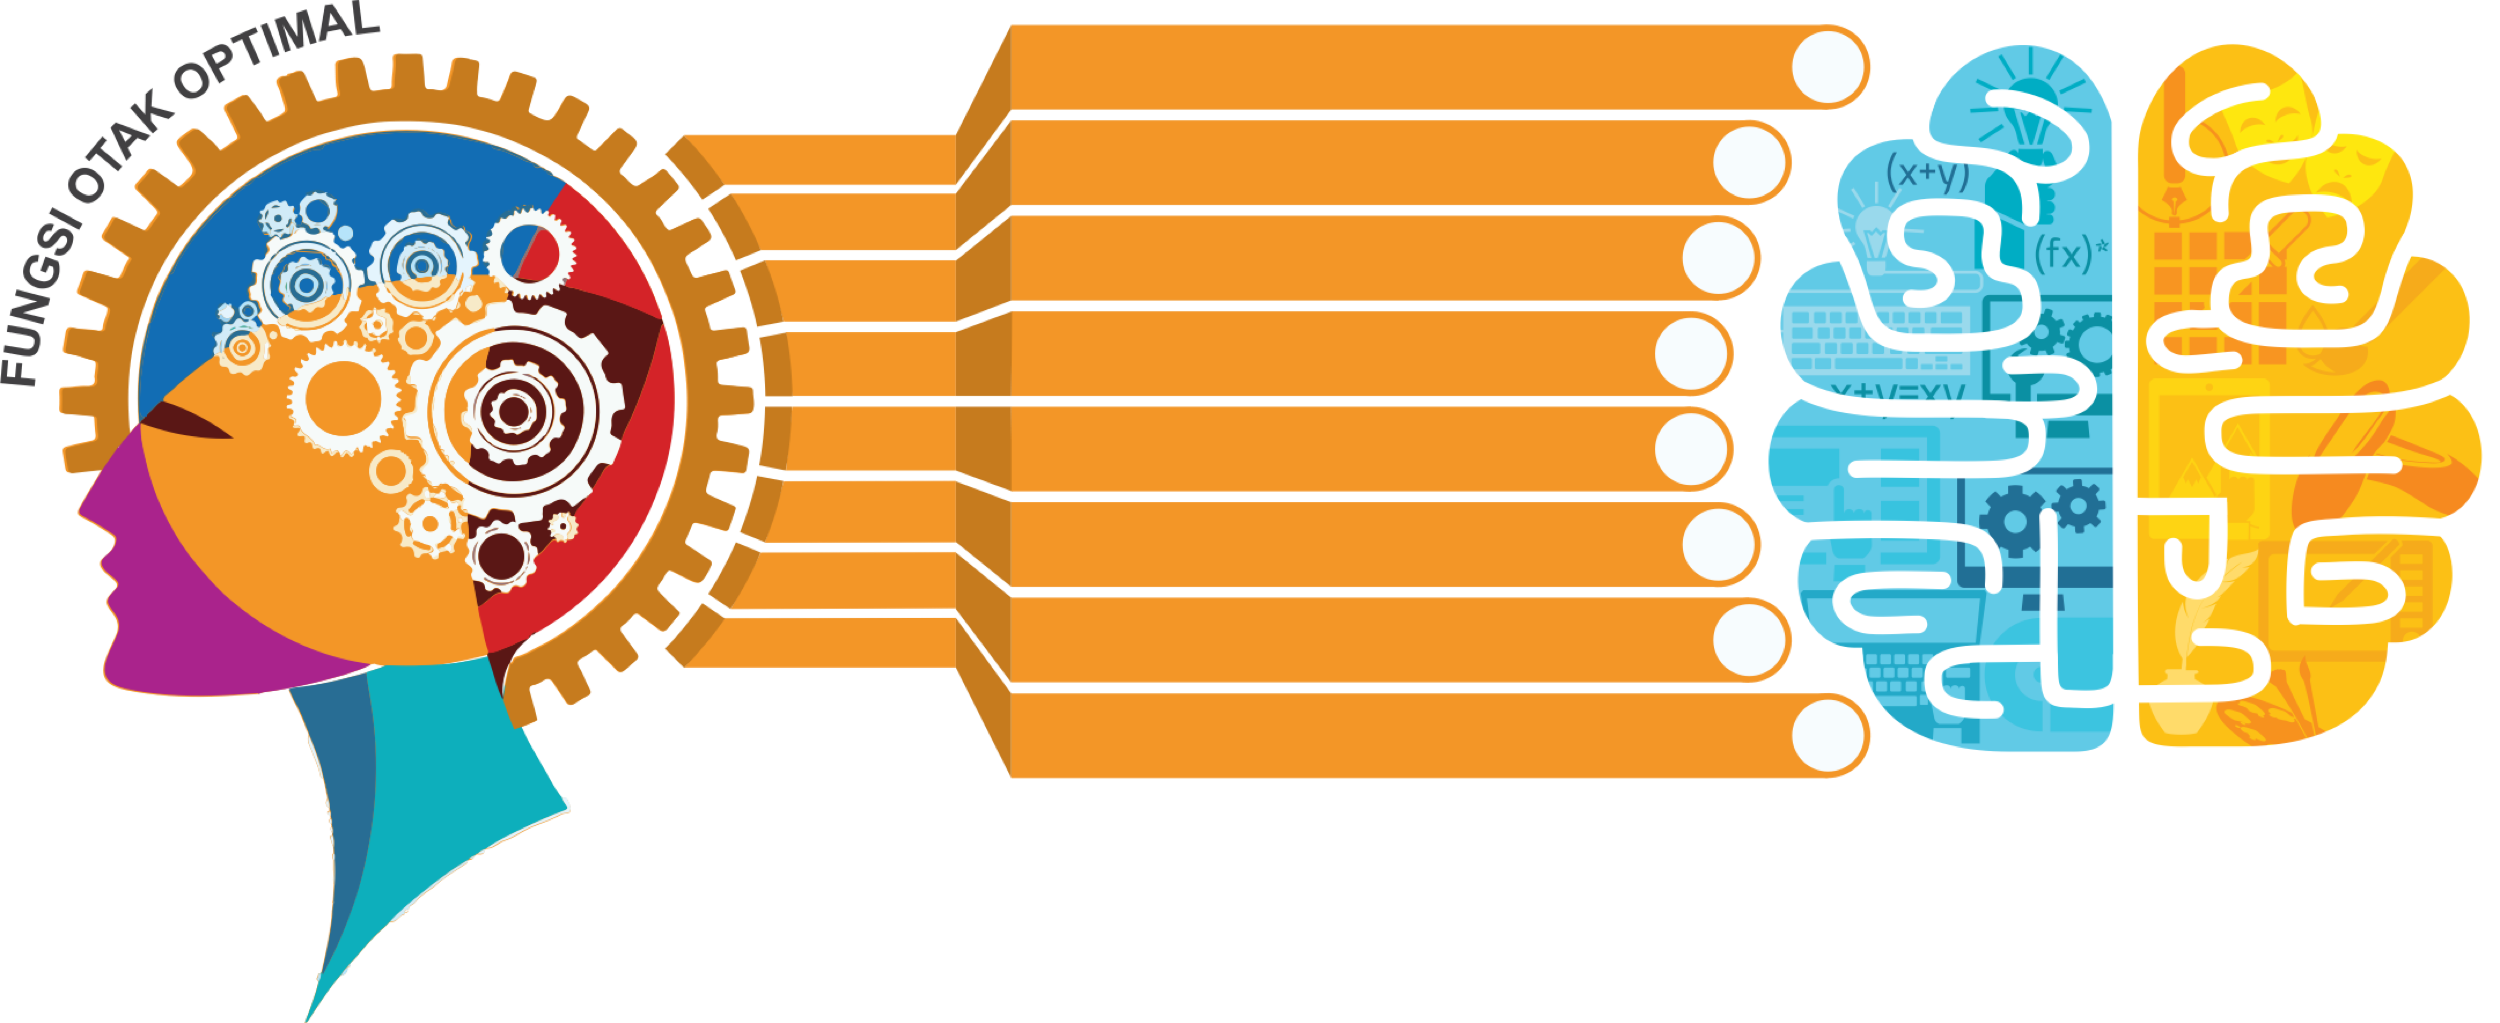 FUNGSI OTAK OPTIMAL
(x+√)
(fx)*